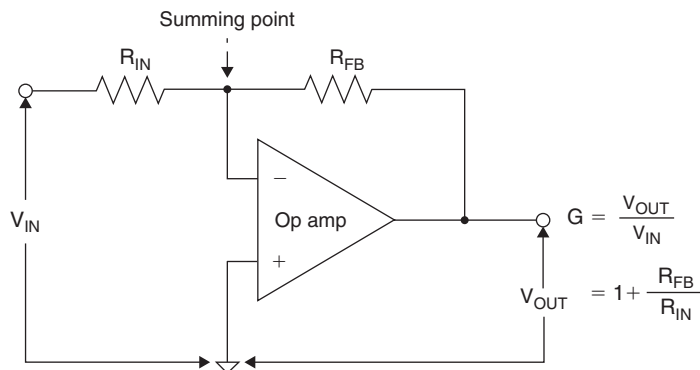 Summing point
R_IN
R_FB
−
Op amp
+
V_IN
G = V_OUT / V_IN
V_OUT
= 1 + R_FB / R_IN